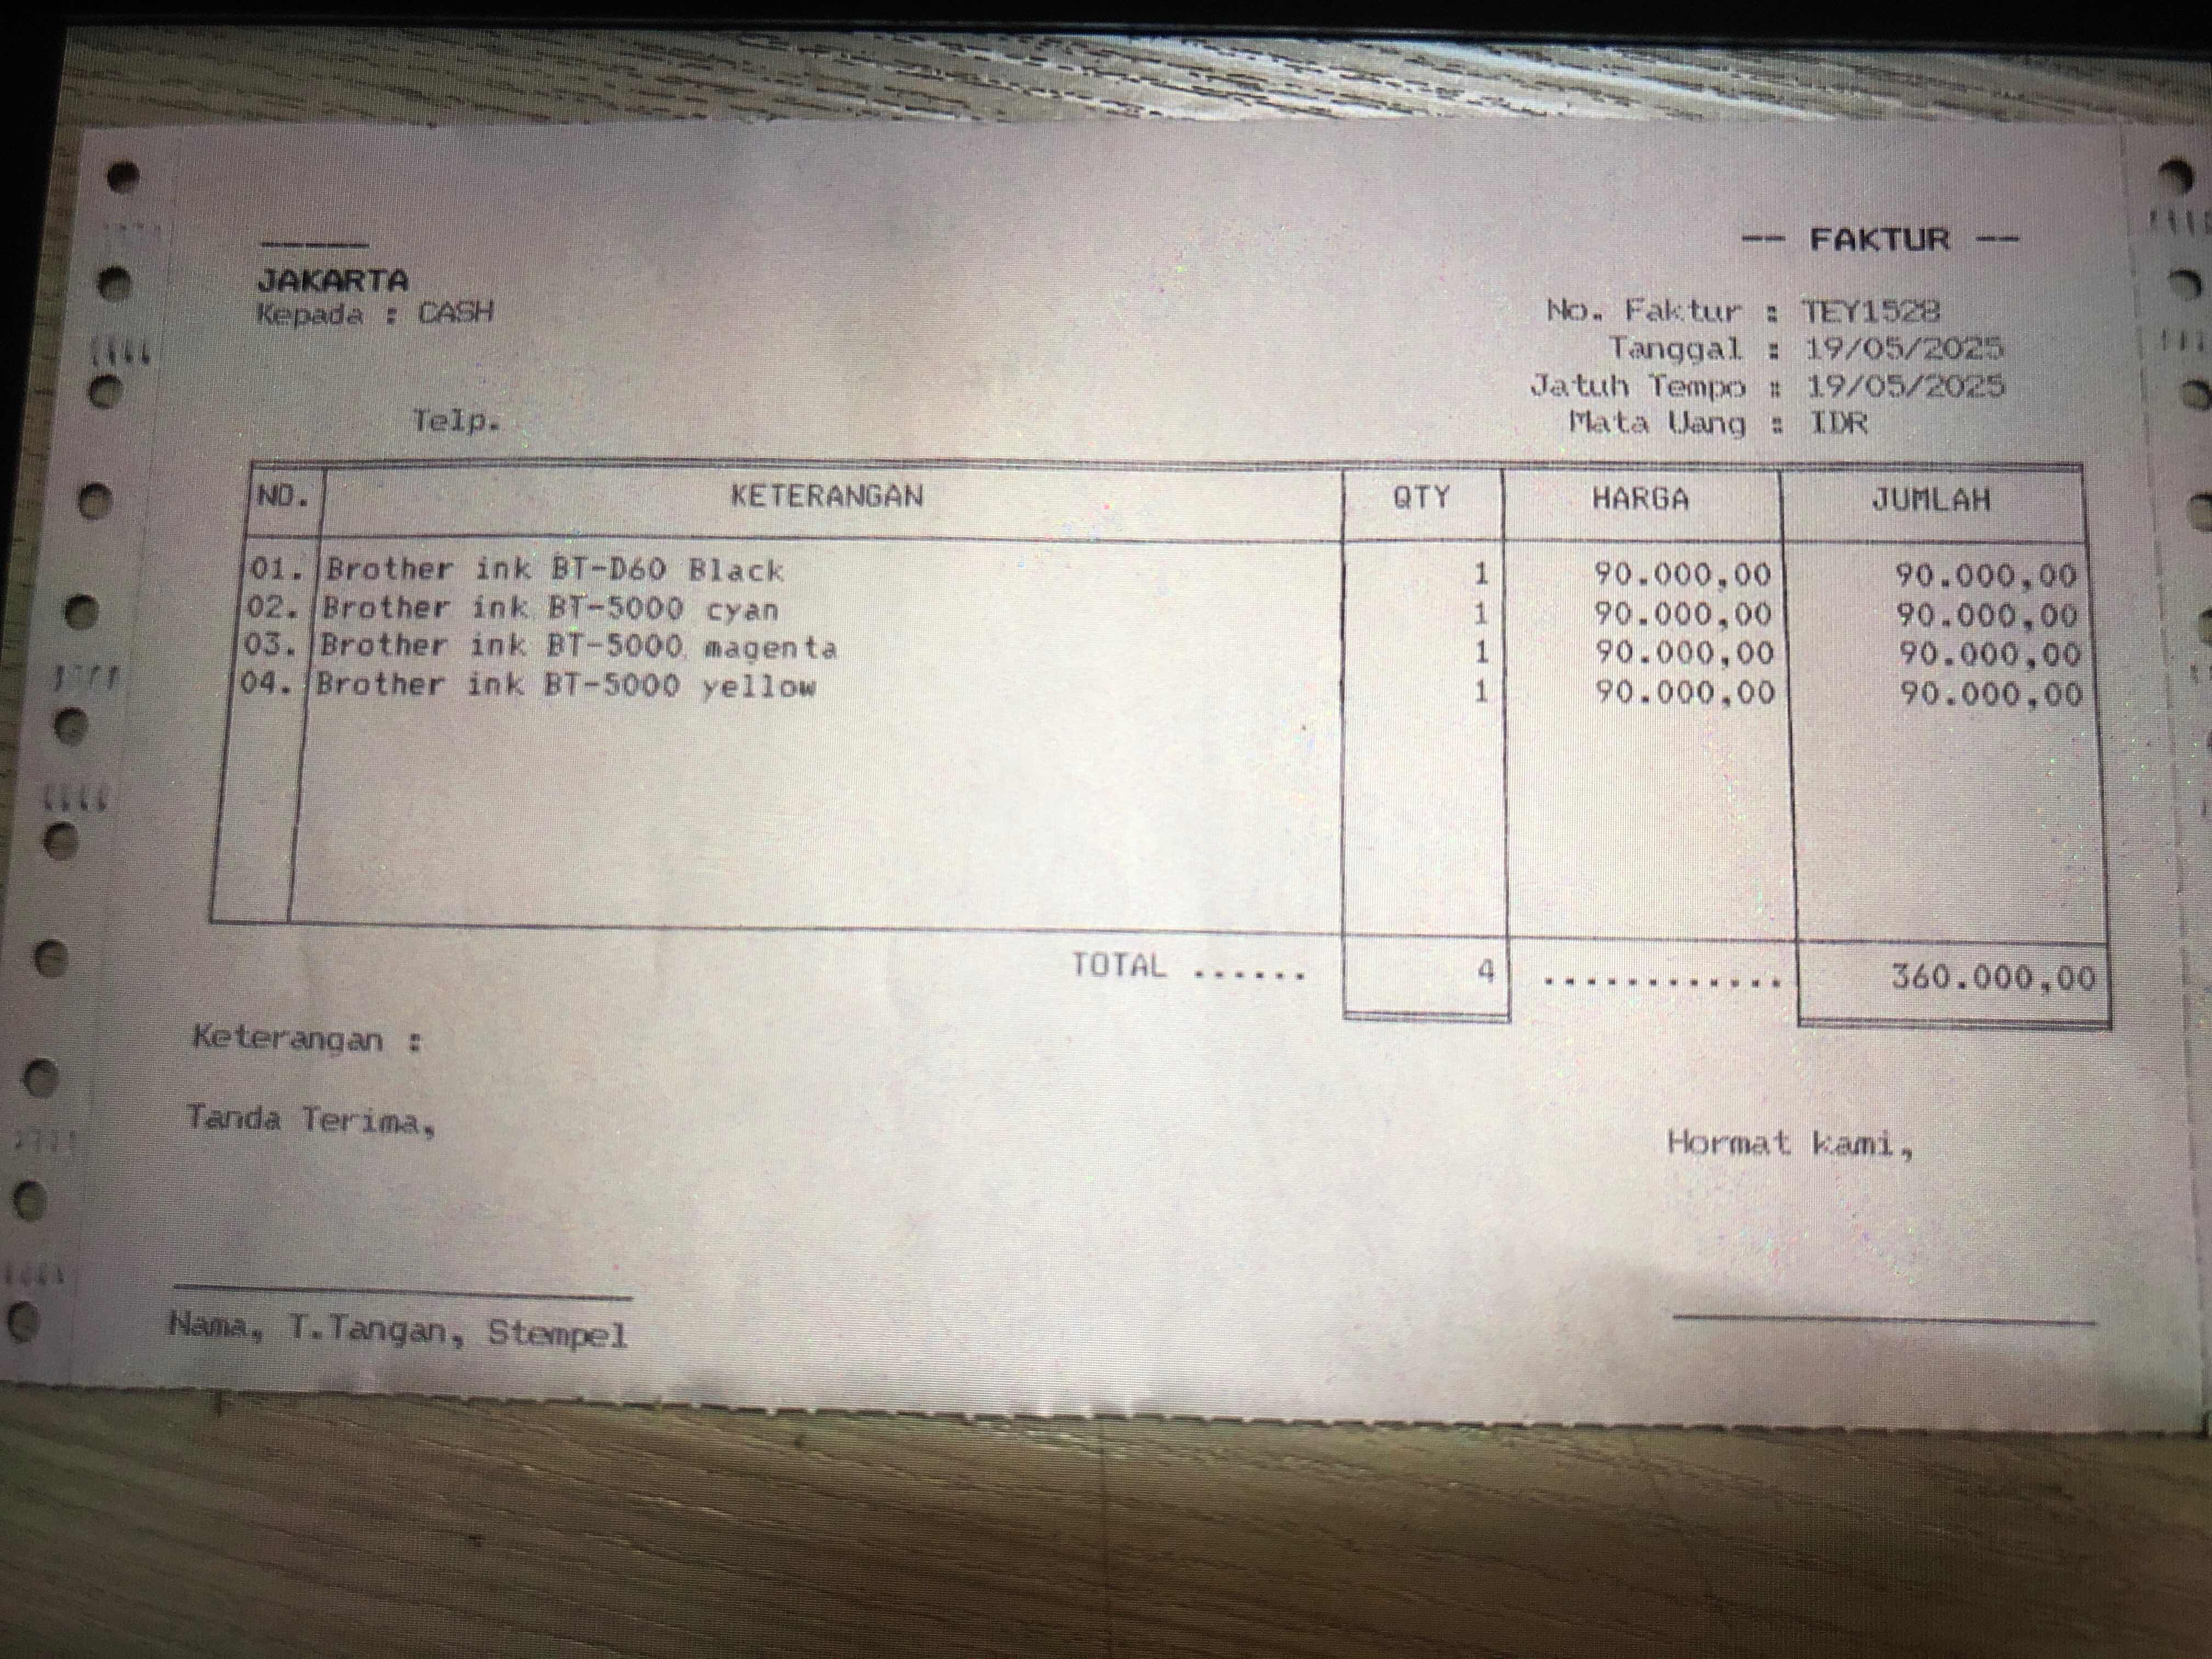 JAKARTA
Kepada : CASH
Telp.
-- FAKTUR --
No. Faktur : TEY1528
Tanggal : 19/05/2025
Jatuh Tempo : 19/05/2025
Mata Uang : IDR
NO. KETERANGAN QTY HARGA JUMLAH
01. Brother ink BT-D60 Black 1 90.000,00 90.000,00
02. Brother ink BT-5000 cyan 1 90.000,00 90.000,00
03. Brother ink BT-5000 magenta 1 90.000,00 90.000,00
04. Brother ink BT-5000 yellow 1 90.000,00 90.000,00
TOTAL ...... 4 ............ 360.000,00
Keterangan :
Tanda Terima,
Hormat kami,
Nama, T.Tangan, Stempel